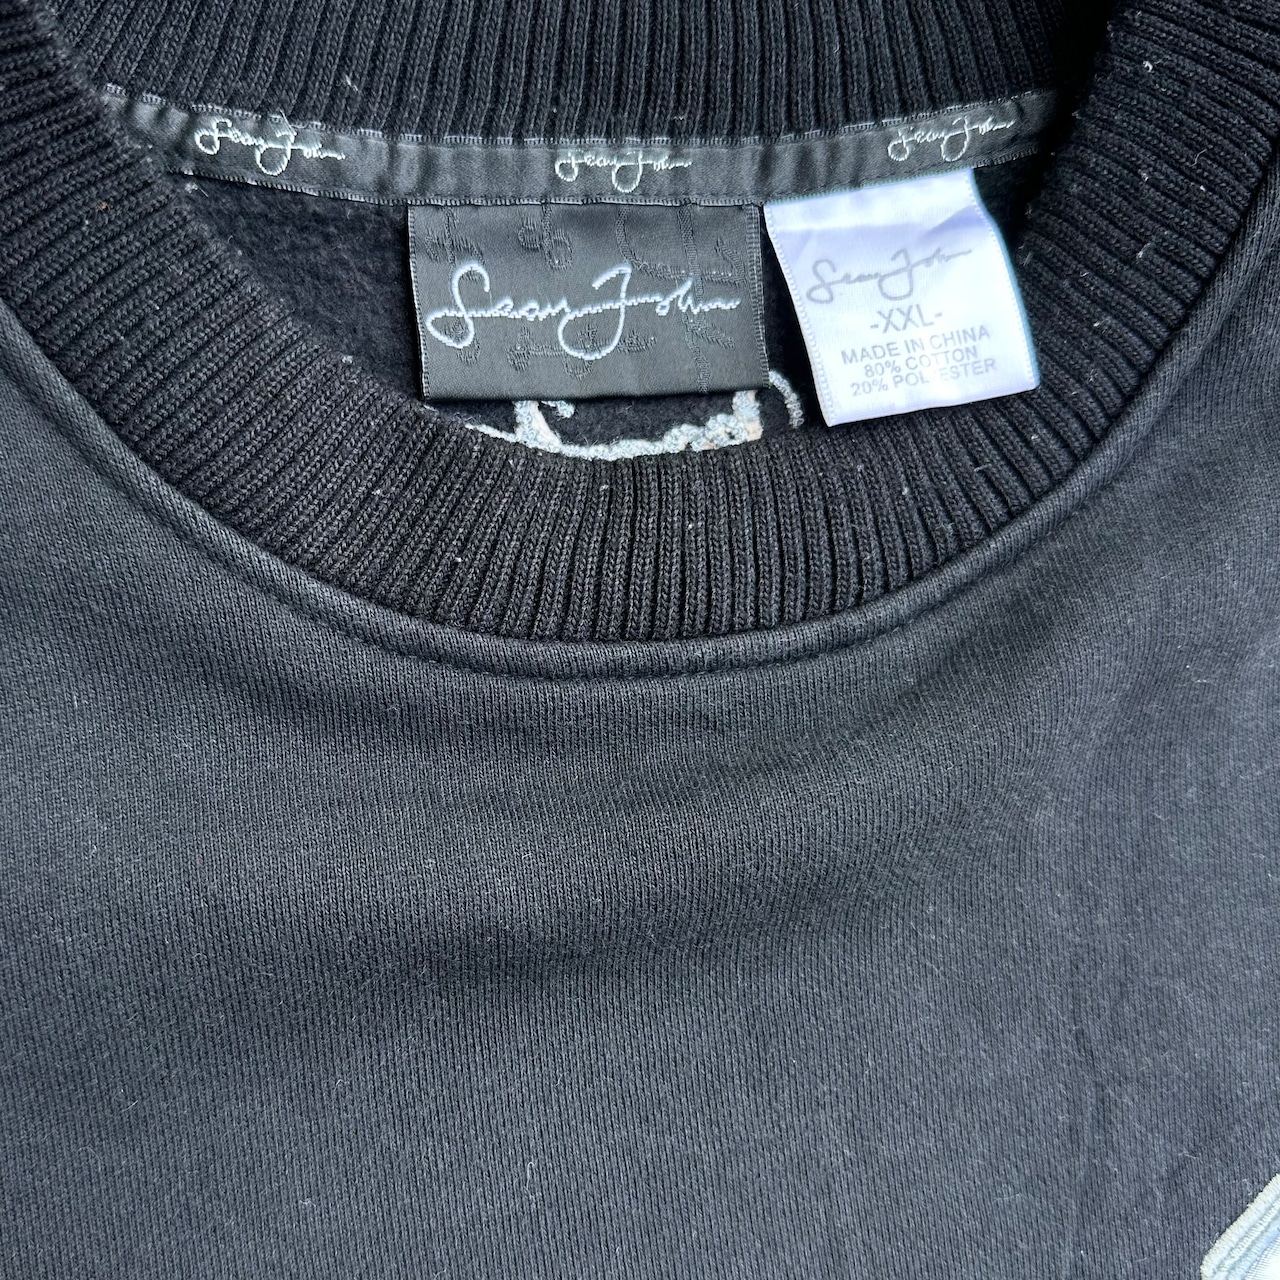 Sean John
Sean John
Sean John
Sean John
Sean John
-XXL-
MADE IN CHINA
80% COTTON
20% POLYESTER